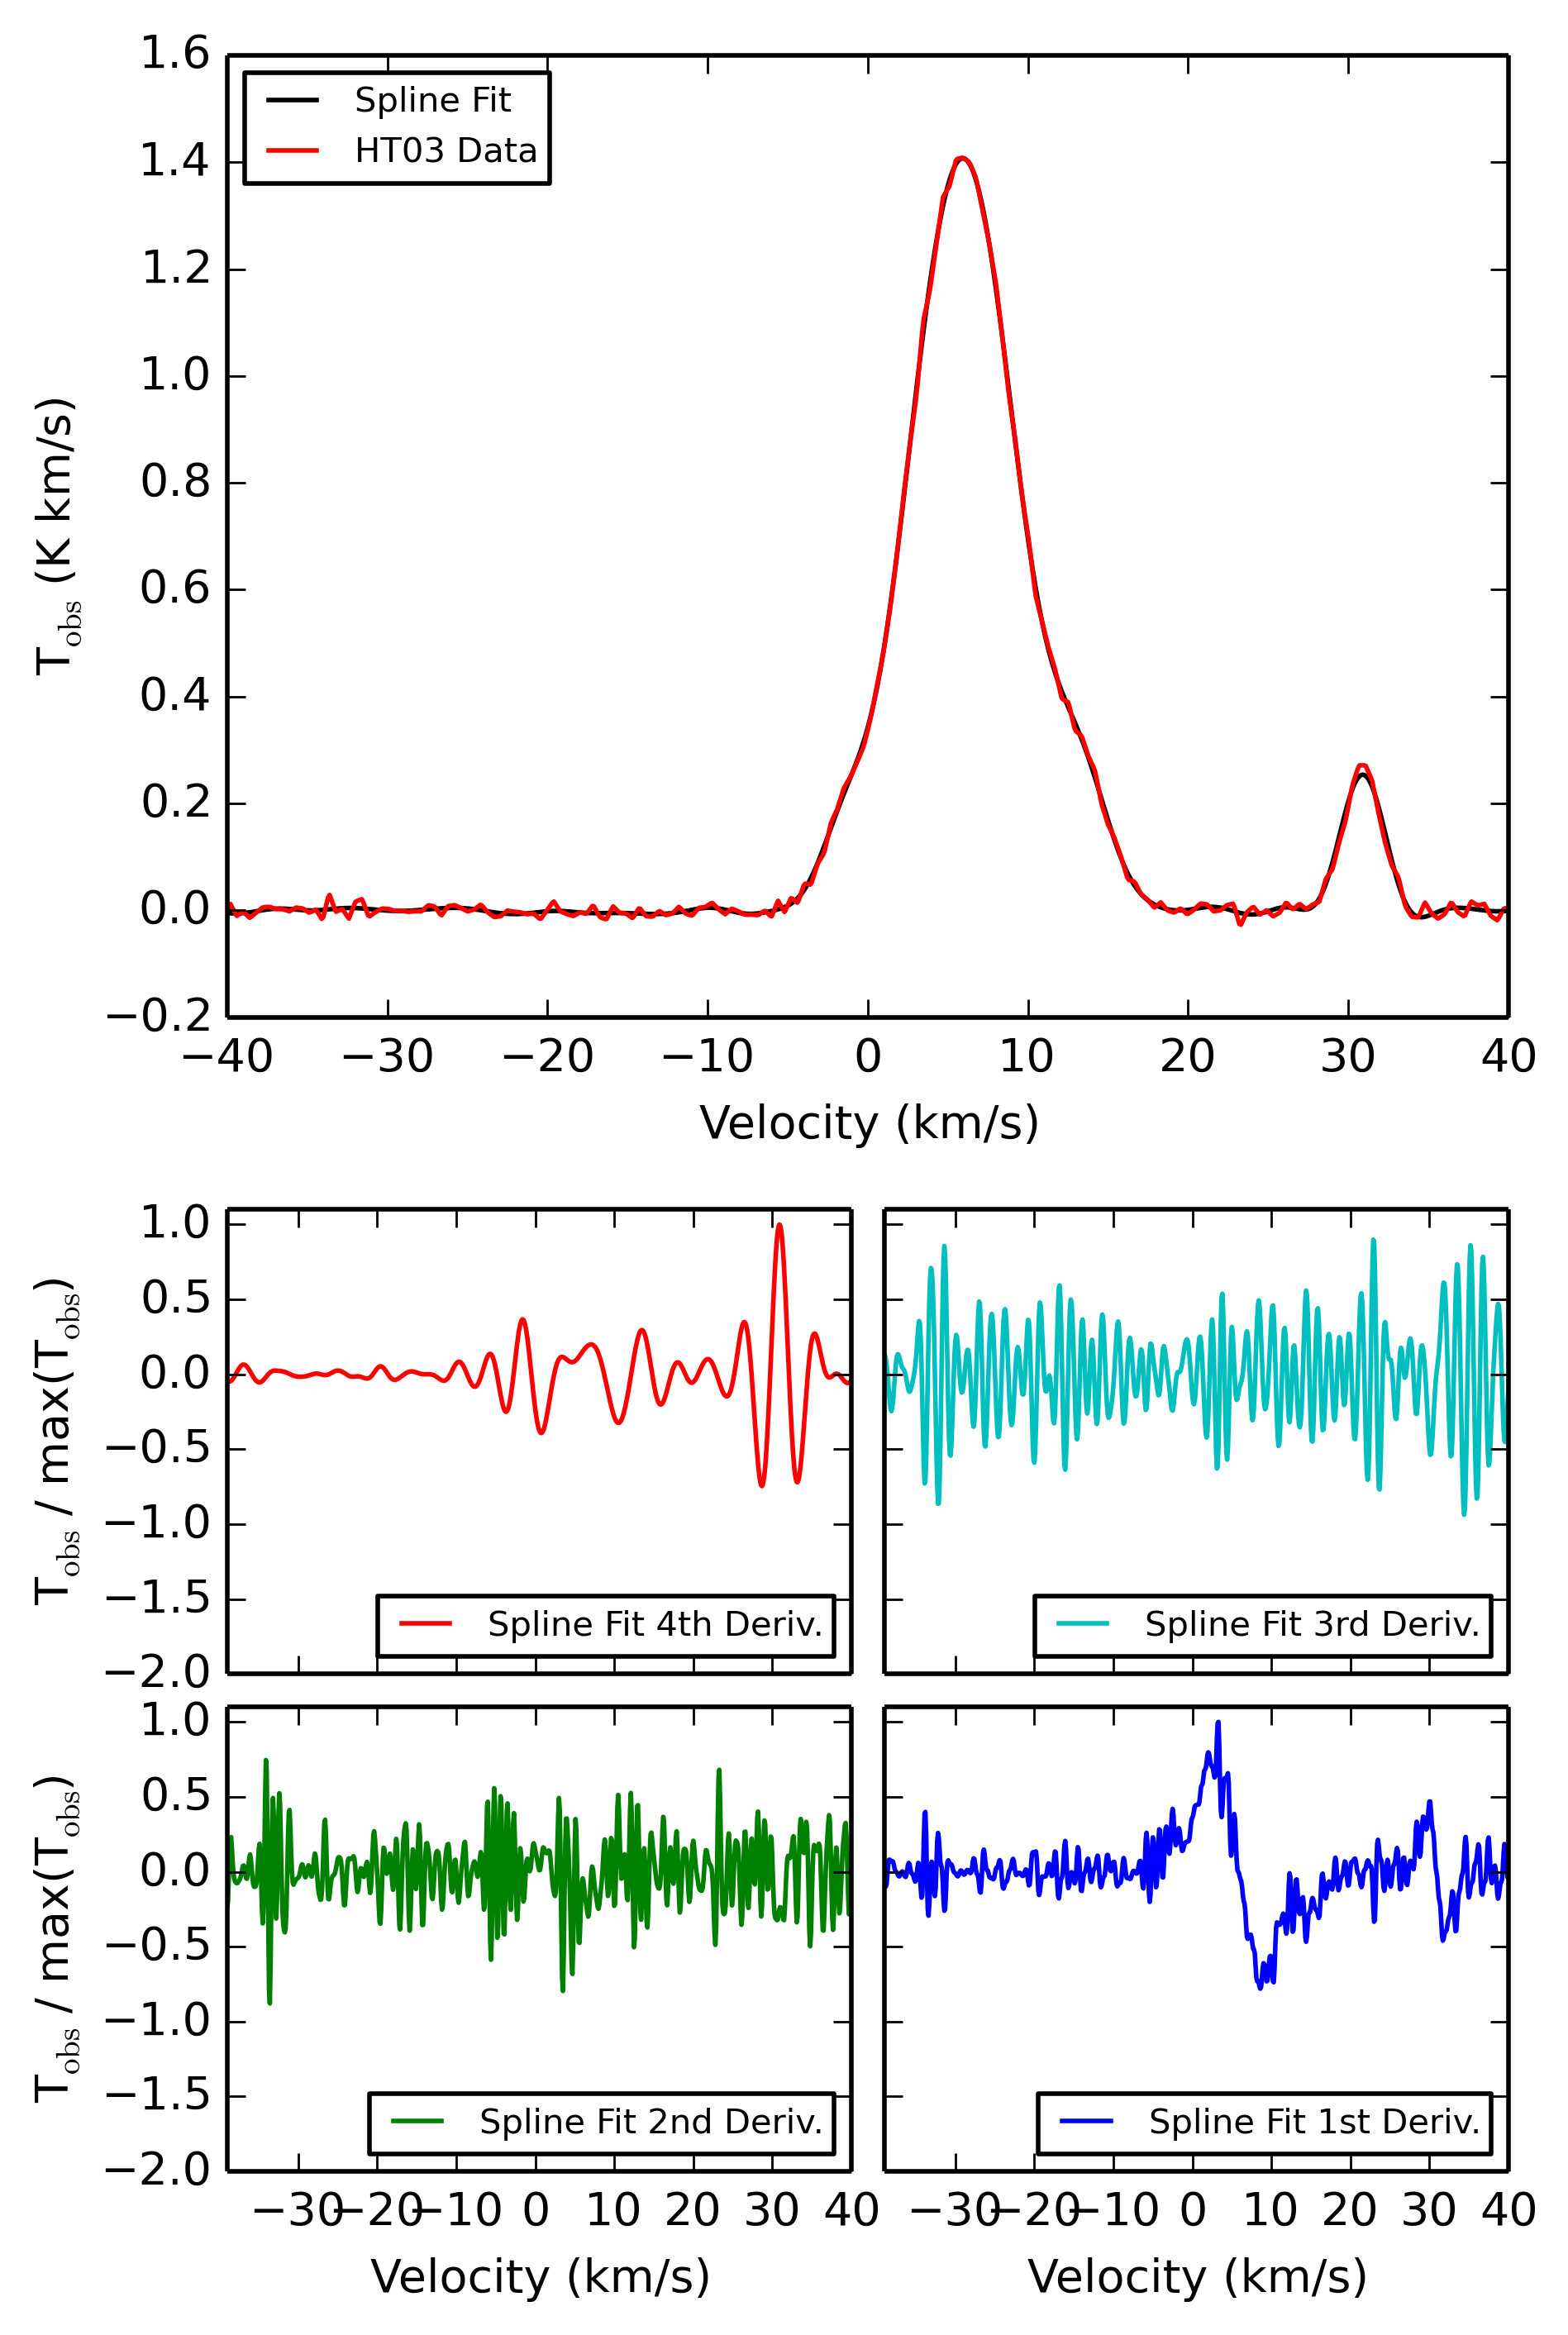 1.6
1.4
1.2
1.0
0.8
0.6
0.4
0.2
0.0
−0.2
T_obs (K km/s)
Spline Fit
HT03 Data
−40 −30 −20 −10 0 10 20 30 40
Velocity (km/s)
1.0
0.5
0.0
−0.5
−1.0
−1.5
−2.0
T_obs / max(T_obs)
Spline Fit 4th Deriv.
Spline Fit 3rd Deriv.
1.0
0.5
0.0
−0.5
−1.0
−1.5
−2.0
T_obs / max(T_obs)
Spline Fit 2nd Deriv.
Spline Fit 1st Deriv.
−30 −20 −10 0 10 20 30 40
−30 −20 −10 0 10 20 30 40
Velocity (km/s)
Velocity (km/s)